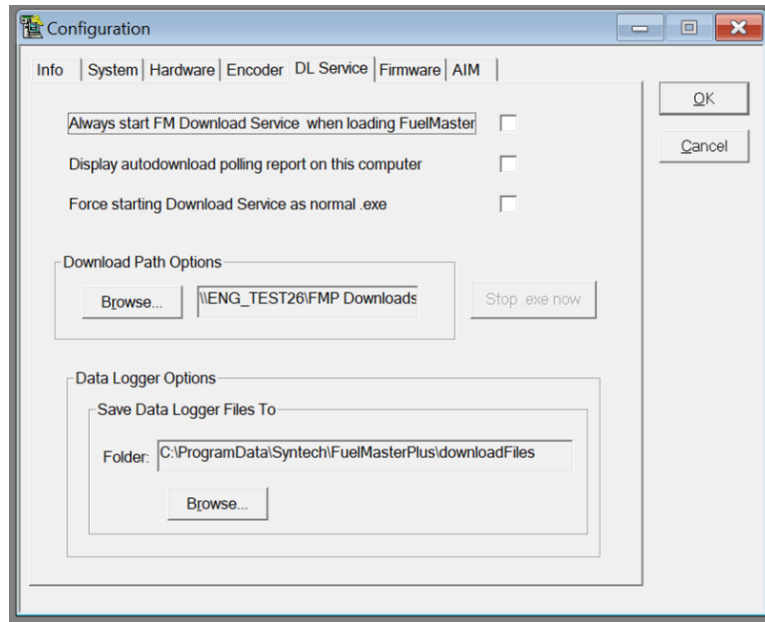 Configuration
Info System Hardware Encoder DL Service Firmware AIM
OK
Cancel
Always start FM Download Service when loading FuelMaster
Display autodownload polling report on this computer
Force starting Download Service as normal .exe
Download Path Options
Browse...
\\ENG_TEST26\FMP Downloads
Stop .exe now
Data Logger Options
Save Data Logger Files To
Folder:
C:\ProgramData\Syntech\FuelMasterPlus\downloadFiles
Browse...